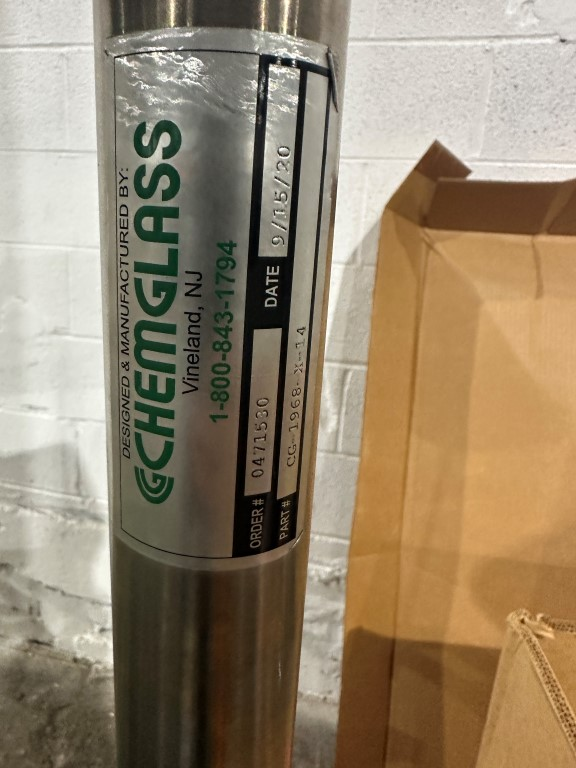 DESIGNED & MANUFACTURED BY:
CHEMGLASS
Vineland, NJ
1-800-843-1794
ORDER # 0471530 DATE 9/15/20
PART # CG-1968-X-14